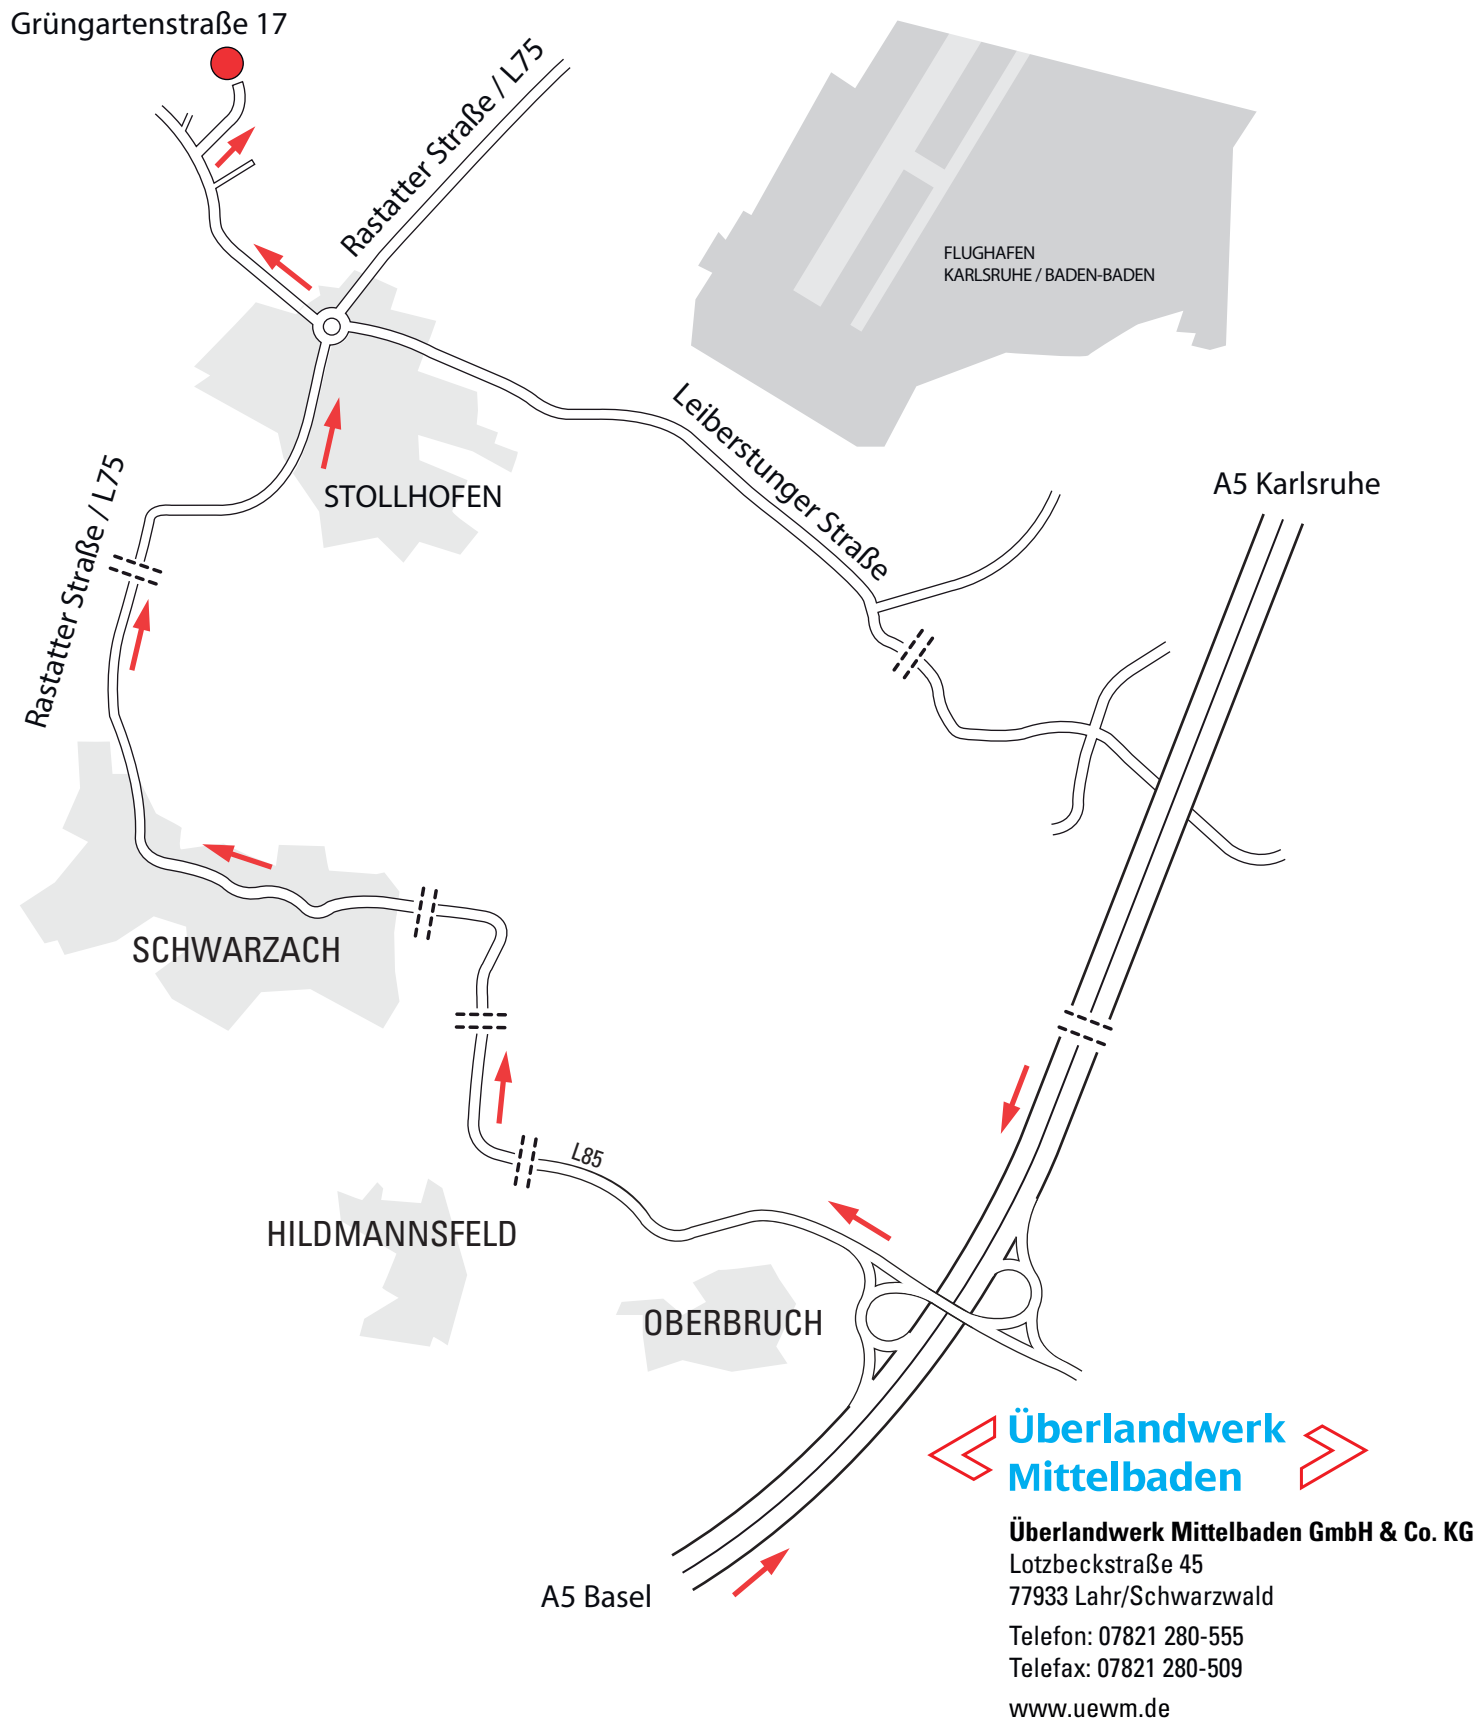 Grüngartenstraße 17
Rastatter Straße / L75
FLUGHAFEN
KARLSRUHE / BADEN-BADEN
Leiberstunger Straße
A5 Karlsruhe
STOLLHOFEN
Rastatter Straße / L75
SCHWARZACH
L85
HILDMANNSFELD
OBERBRUCH
A5 Basel
Überlandwerk
Mittelbaden
Überlandwerk Mittelbaden GmbH & Co. KG
Lotzbeckstraße 45
77933 Lahr/Schwarzwald
Telefon: 07821 280-555
Telefax: 07821 280-509
www.uewm.de